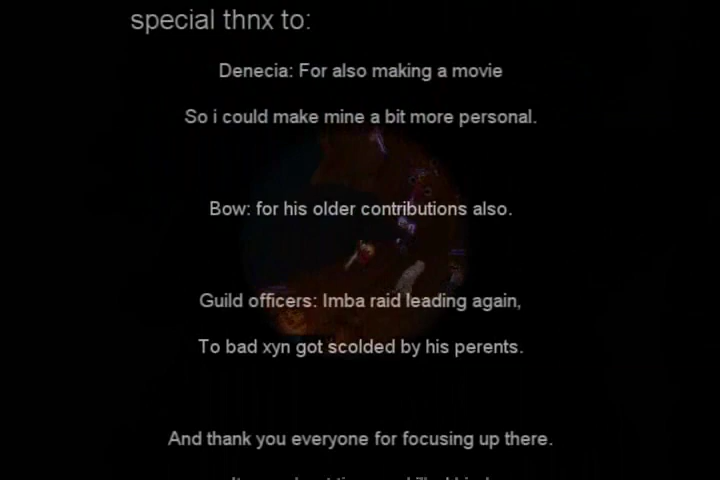 special thnx to:
Denecia: For also making a movie
So i could make mine a bit more personal.
Bow: for his older contributions also.
Guild officers: Imba raid leading again,
To bad xyn got scolded by his perents.
And thank you everyone for focusing up there.